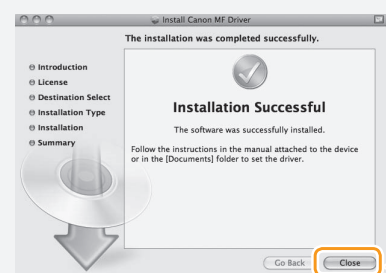 Install Canon MF Driver
The installation was completed successfully.
Introduction
License
Destination Select
Installation Type
Installation
Summary
Installation Successful
The software was successfully installed.
Follow the instructions in the manual attached to the device
or in the [Documents] folder to set the driver.
Go Back
Close